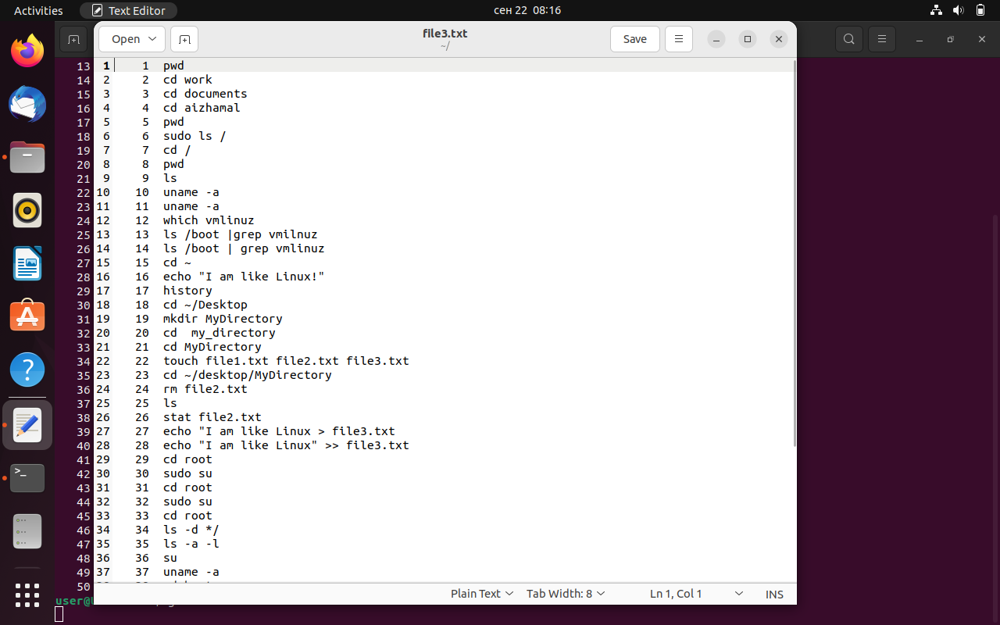 Activities Text Editor сен 22 08:16
Open file3.txt Save
~/
13
14
15
16
17
18
19
20
21
22
23
24
25
26
27
28
29
30
31
32
33
34
35
36
37
38
39
40
41
42
43
44
45
46
47
48
49
50
user@
1 1 pwd
2 2 cd work
3 3 cd documents
4 4 cd aizhamal
5 5 pwd
6 6 sudo ls /
7 7 cd /
8 8 pwd
9 9 ls
10 10 uname -a
11 11 uname -a
12 12 which vmlinuz
13 13 ls /boot |grep vmilnuz
14 14 ls /boot | grep vmlinuz
15 15 cd ~
16 16 echo "I am like Linux!"
17 17 history
18 18 cd ~/Desktop
19 19 mkdir MyDirectory
20 20 cd  my_directory
21 21 cd MyDirectory
22 22 touch file1.txt file2.txt file3.txt
23 23 cd ~/desktop/MyDirectory
24 24 rm file2.txt
25 25 ls
26 26 stat file2.txt
27 27 echo "I am like Linux > file3.txt
28 28 echo "I am like Linux" >> file3.txt
29 29 cd root
30 30 sudo su
31 31 cd root
32 32 sudo su
33 33 cd root
34 34 ls -d */
35 35 ls -a -l
36 36 su
37 37 uname -a
Plain Text Tab Width: 8 Ln 1, Col 1 INS